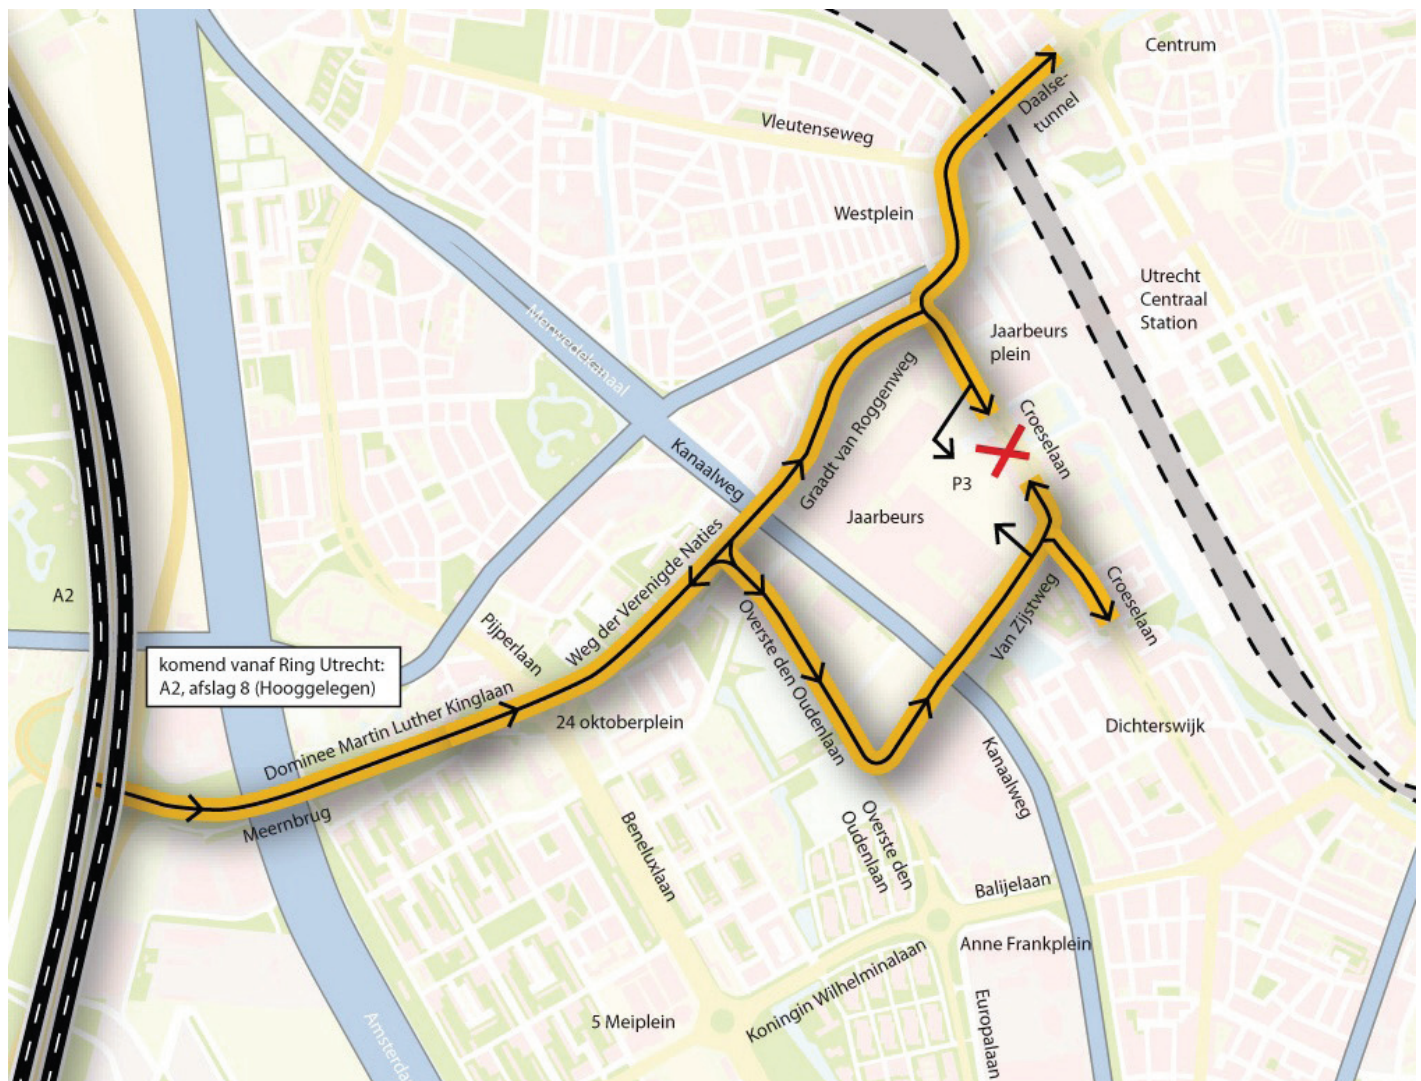 Centrum
Daalse-
tunnel
Vleutenseweg
Westplein
Utrecht
Centraal
Station
Jaarbeurs
plein
Merwedekanaal
Graadt van Roggenweg
Croeselaan
Kanaalweg
P3
Jaarbeurs
Weg der Verenigde Naties
A2
Pijperlaan
Overste den Oudenlaan
Van Zijstweg
Croeselaan
komend vanaf Ring Utrecht:
A2, afslag 8 (Hooggelegen)
Dominee Martin Luther Kinglaan
24 oktoberplein
Dichterswijk
Kanaalweg
Meernbrug
Beneluxlaan
Overste den
Oudenlaan
Balijelaan
Anne Frankplein
Koningin Wilhelminalaan
5 Meiplein
Europalaan
Amsterda